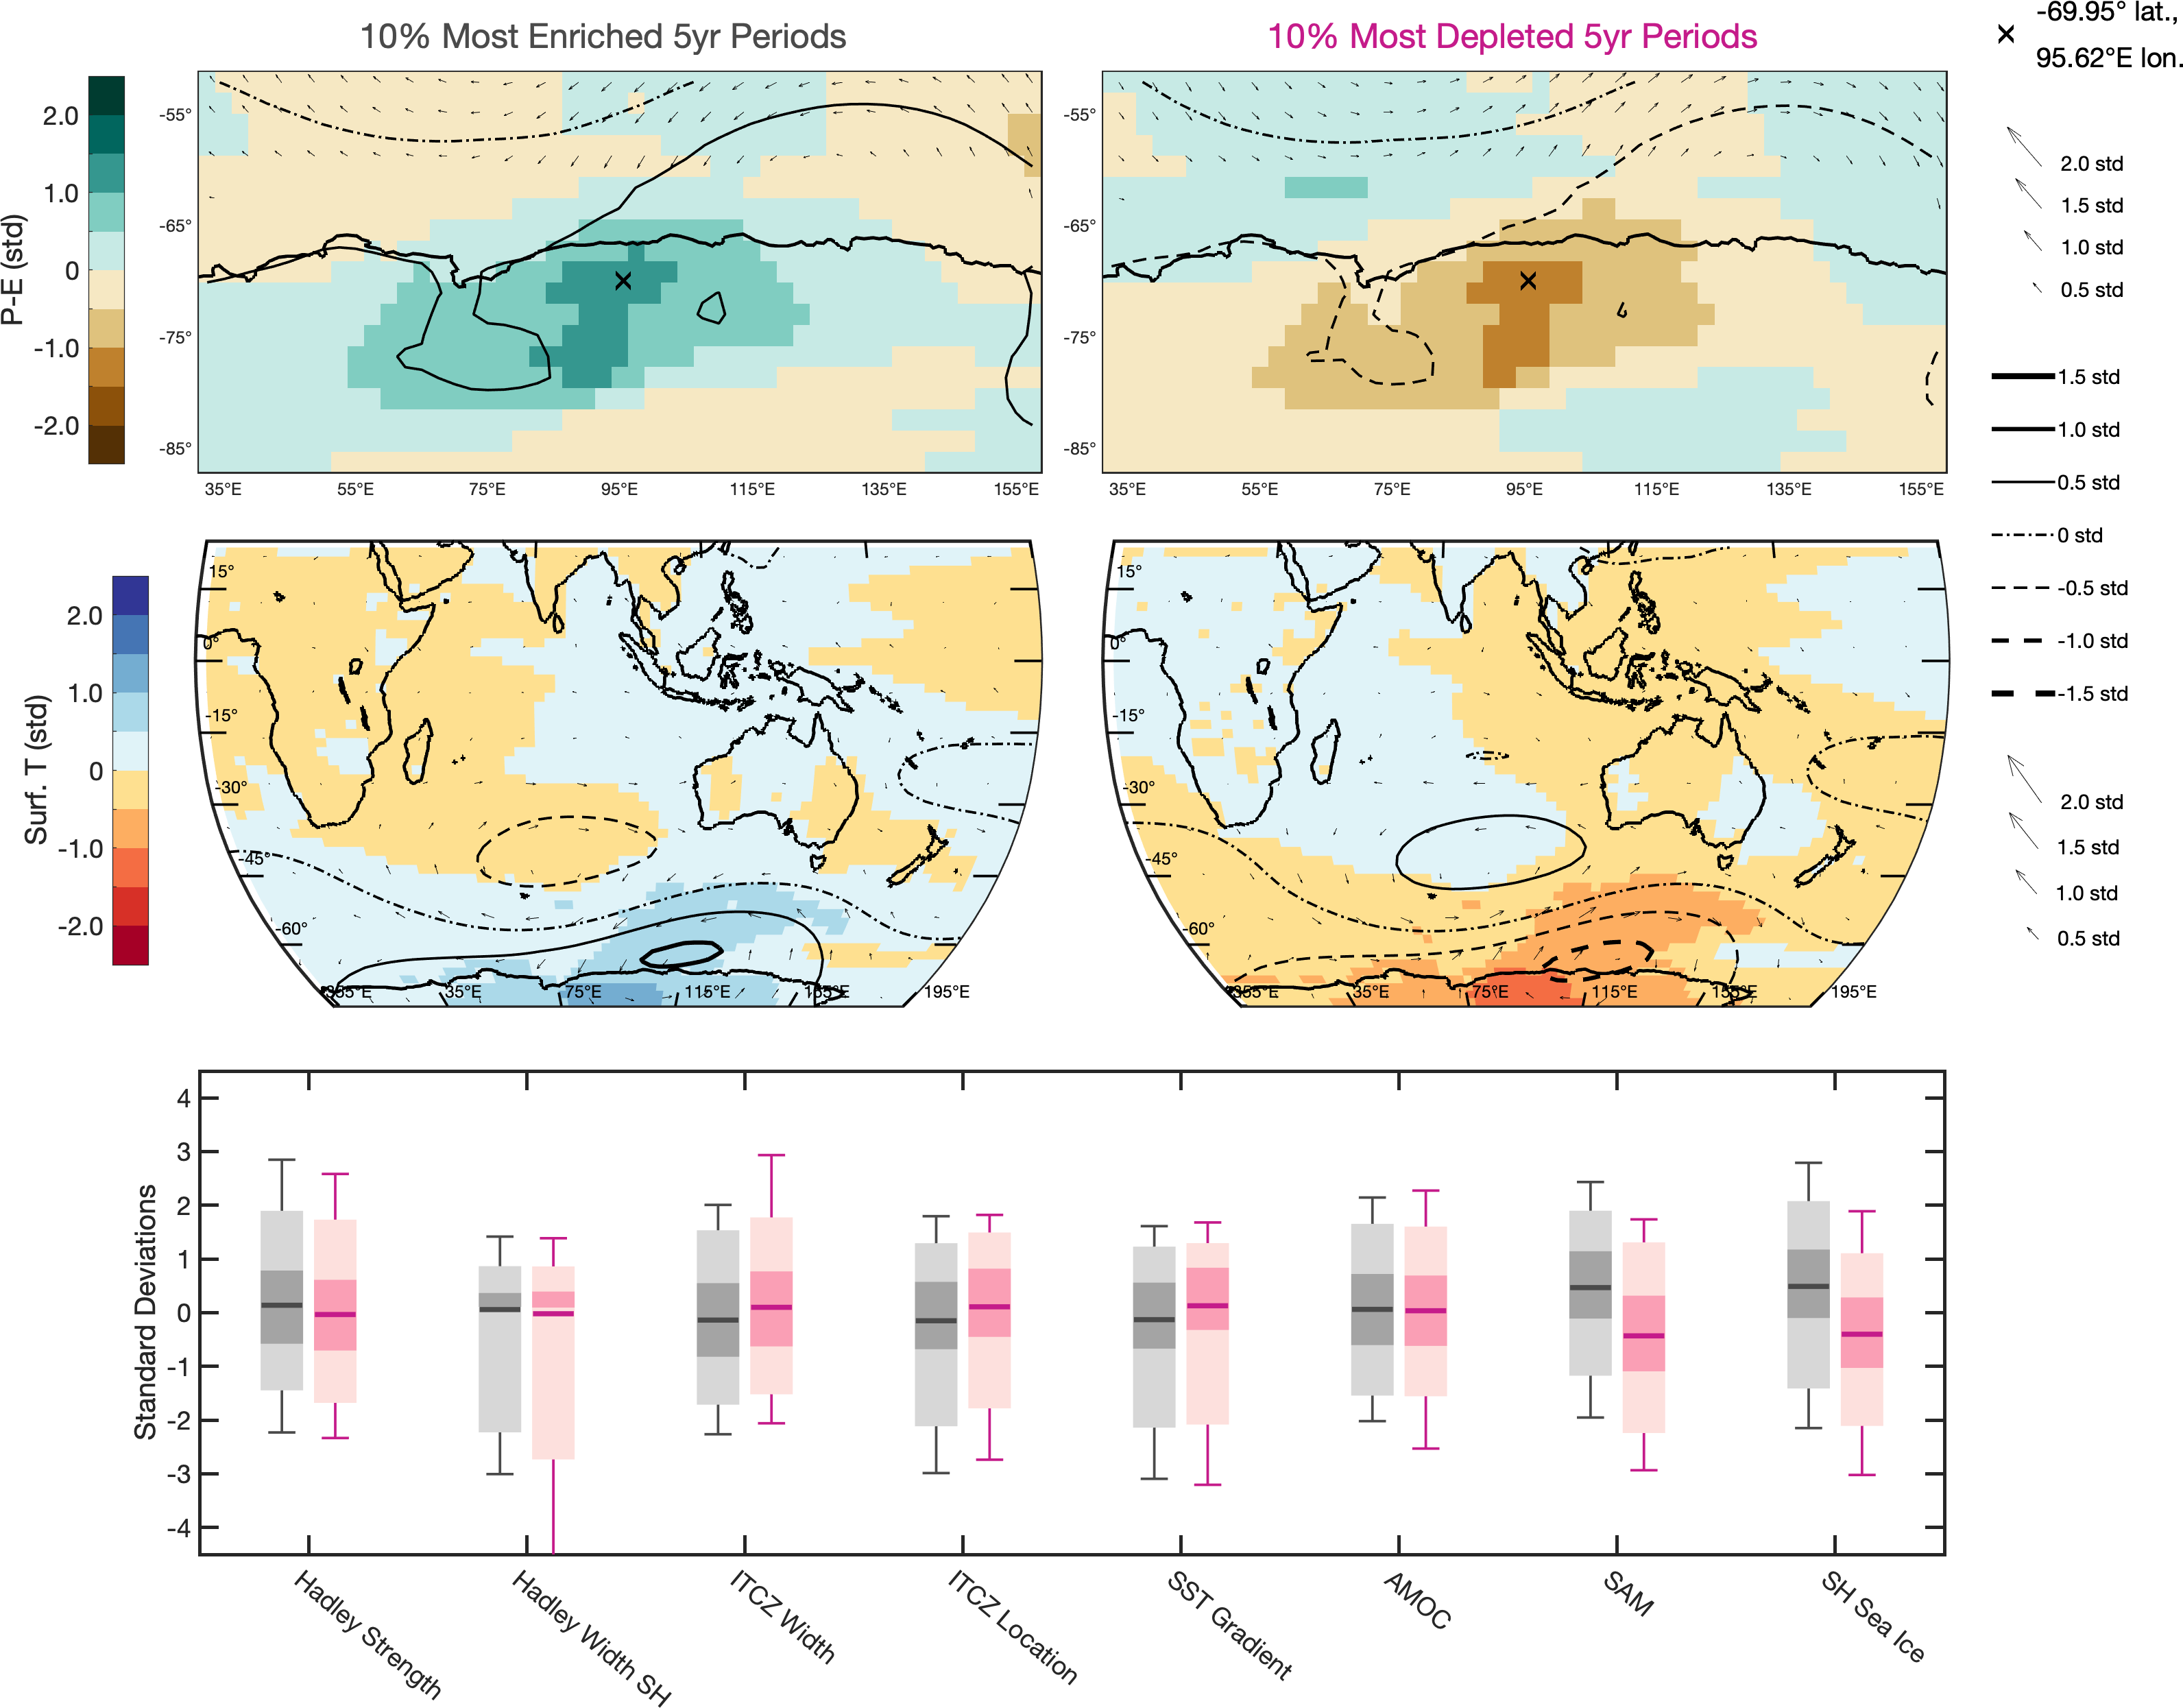 10% Most Enriched 5yr Periods
10% Most Depleted 5yr Periods
-69.95° lat.,
95.62°E lon.
P-E (std)
2.0
1.0
0
-1.0
-2.0
-55°
-65°
-75°
-85°
35°E 55°E 75°E 95°E 115°E 135°E 155°E
-55°
-65°
-75°
-85°
35°E 55°E 75°E 95°E 115°E 135°E 155°E
2.0 std
1.5 std
1.0 std
0.5 std
1.5 std
1.0 std
0.5 std
0 std
-0.5 std
-1.0 std
-1.5 std
2.0 std
1.5 std
1.0 std
0.5 std
Surf. T (std)
2.0
1.0
0
-1.0
-2.0
15°
0°
-15°
-30°
-45°
-60°
355°E 35°E 75°E 115°E 155°E 195°E
15°
0°
-15°
-30°
-45°
-60°
355°E 35°E 75°E 115°E 155°E 195°E
Standard Deviations
4
3
2
1
0
-1
-2
-3
-4
Hadley Strength
Hadley Width SH
ITCZ Width
ITCZ Location
SST Gradient
AMOC
SAM
SH Sea Ice